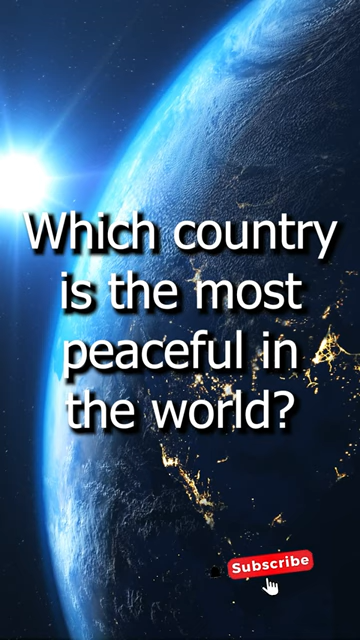 Which country
is the most
peaceful in
the world?
Subscribe